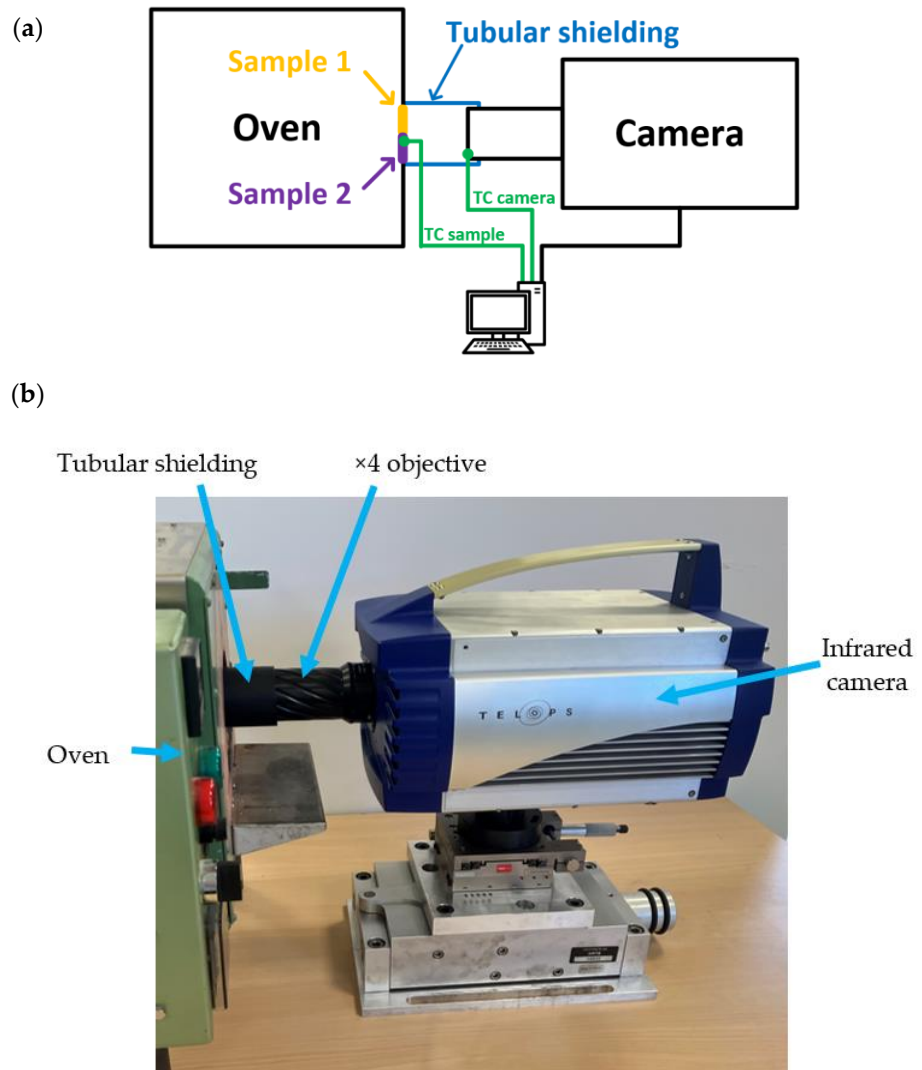 (a)
Tubular shielding
Sample 1
Oven
Camera
Sample 2
TC camera
TC sample
(b)
Tubular shielding
×4 objective
Infrared
camera
TELOPS
Oven